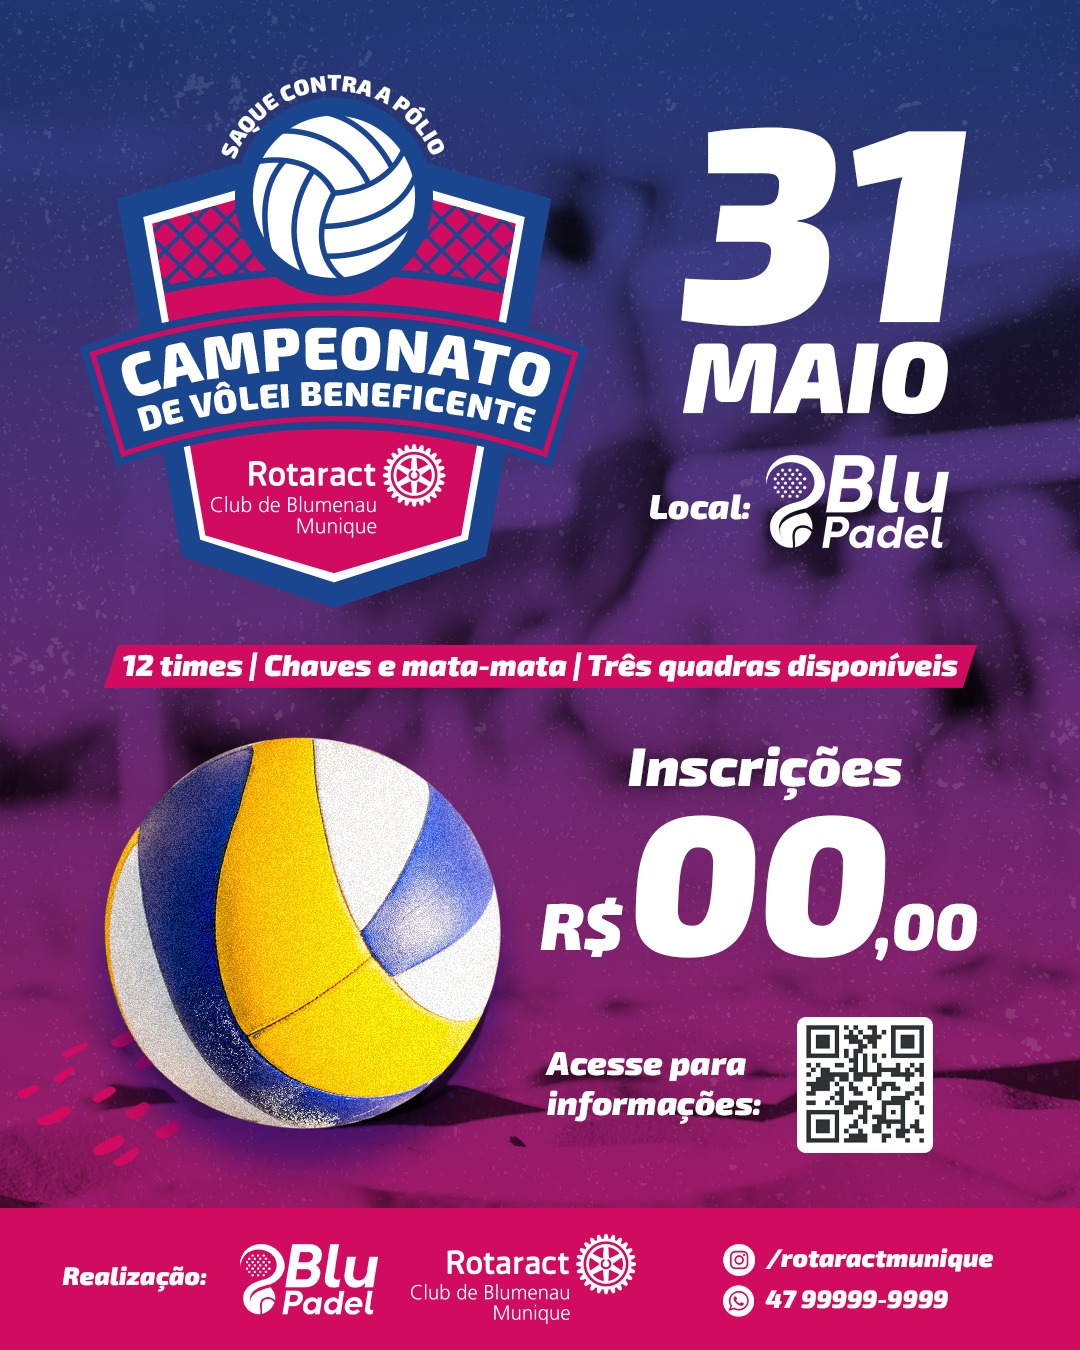 SAQUE CONTRA A PÓLIO
CAMPEONATO
DE VÔLEI BENEFICENTE
Rotaract
Club de Blumenau
Munique
31
MAIO
Local: Blu
Padel
12 times | Chaves e mata-mata | Três quadras disponíveis
Inscrições
R$ 00,00
Acesse para
informações:
Realização: Blu
Padel
Rotaract
Club de Blumenau
Munique
/rotaractmunique
47 99999-9999